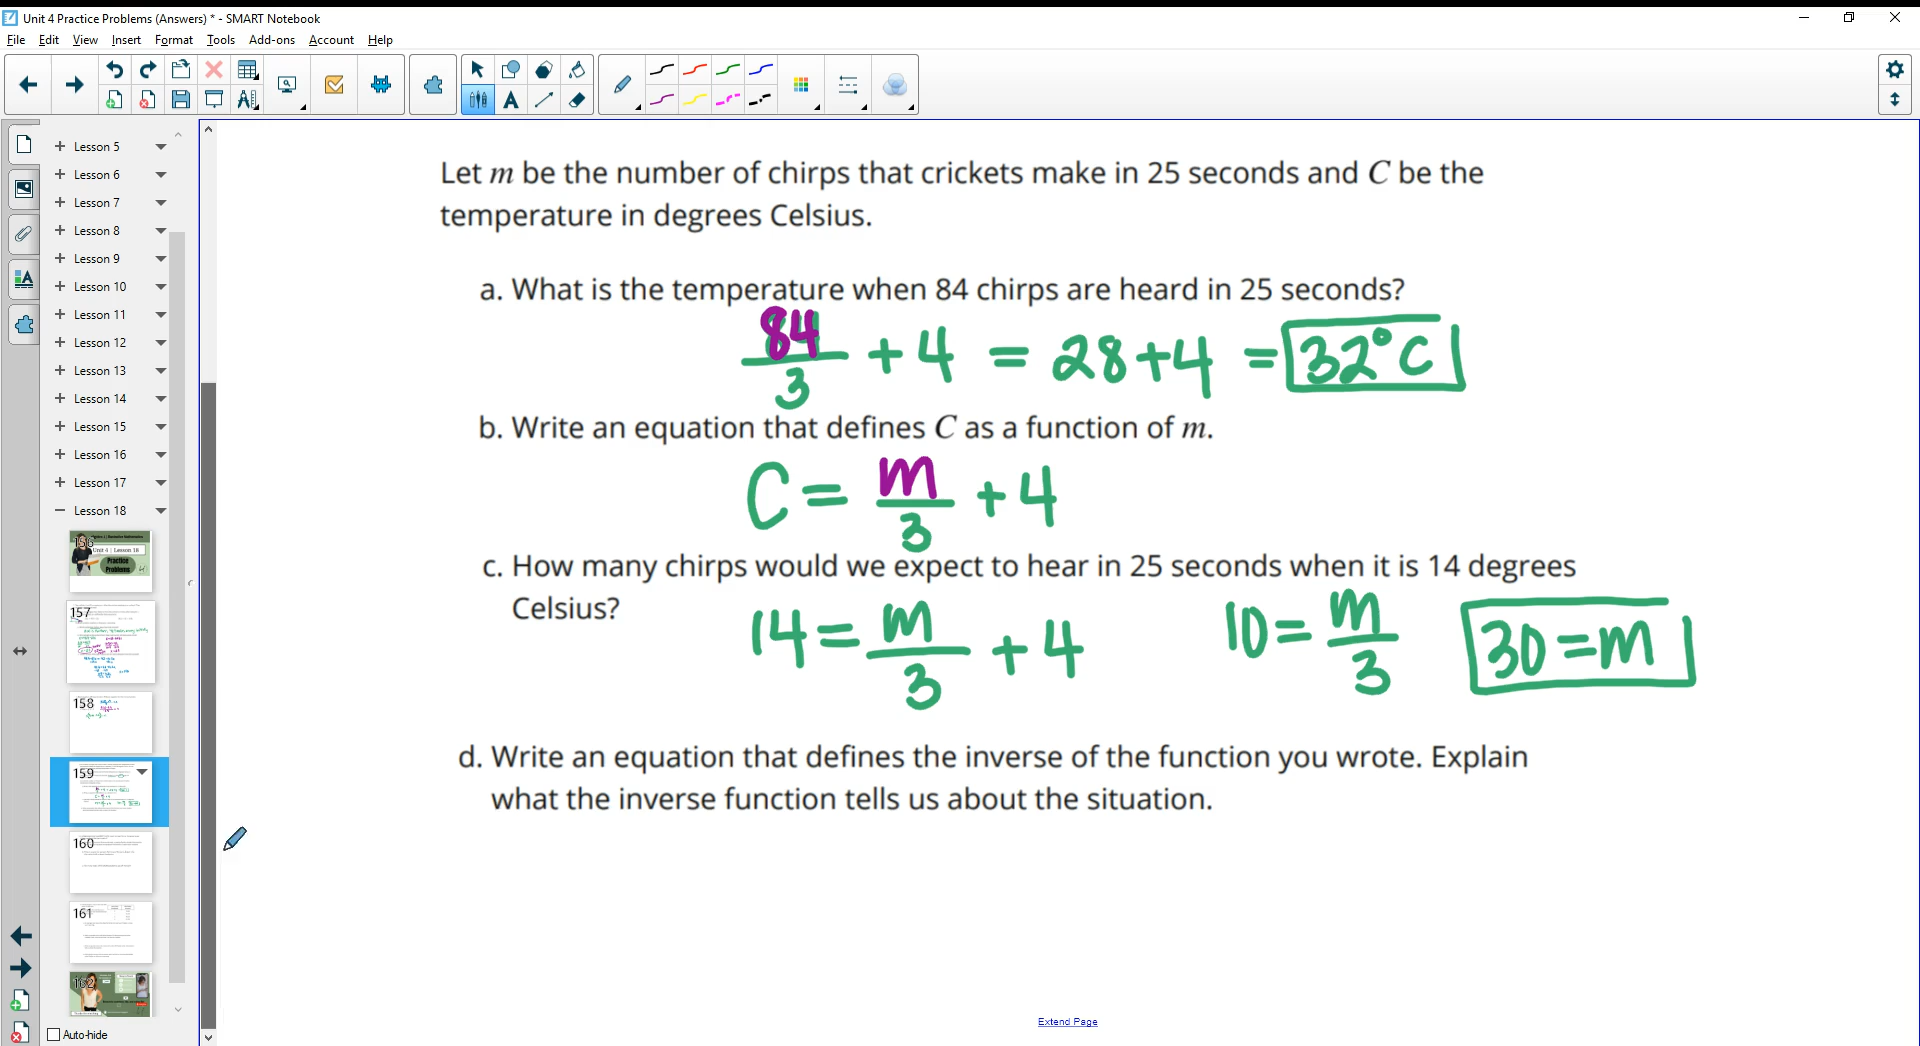 Unit 4 Practice Problems (Answers) * - SMART Notebook
File Edit View Insert Format Tools Add-ons Account Help
Lesson 5
Lesson 6
Lesson 7
Lesson 8
Lesson 9
Lesson 10
Lesson 11
Lesson 12
Lesson 13
Lesson 14
Lesson 15
Lesson 16
Lesson 17
Lesson 18
156
Unit 4 | Lesson 18
Practice
Problems
157
158
159
160
161
162
Auto-hide
Let m be the number of chirps that crickets make in 25 seconds and C be the
temperature in degrees Celsius.
a. What is the temperature when 84 chirps are heard in 25 seconds?
84/3 + 4 = 28+4 = 32°C
b. Write an equation that defines C as a function of m.
C = m/3 + 4
c. How many chirps would we expect to hear in 25 seconds when it is 14 degrees
Celsius?
14 = m/3 + 4 10 = m/3 30 = m
d. Write an equation that defines the inverse of the function you wrote. Explain
what the inverse function tells us about the situation.
Extend Page